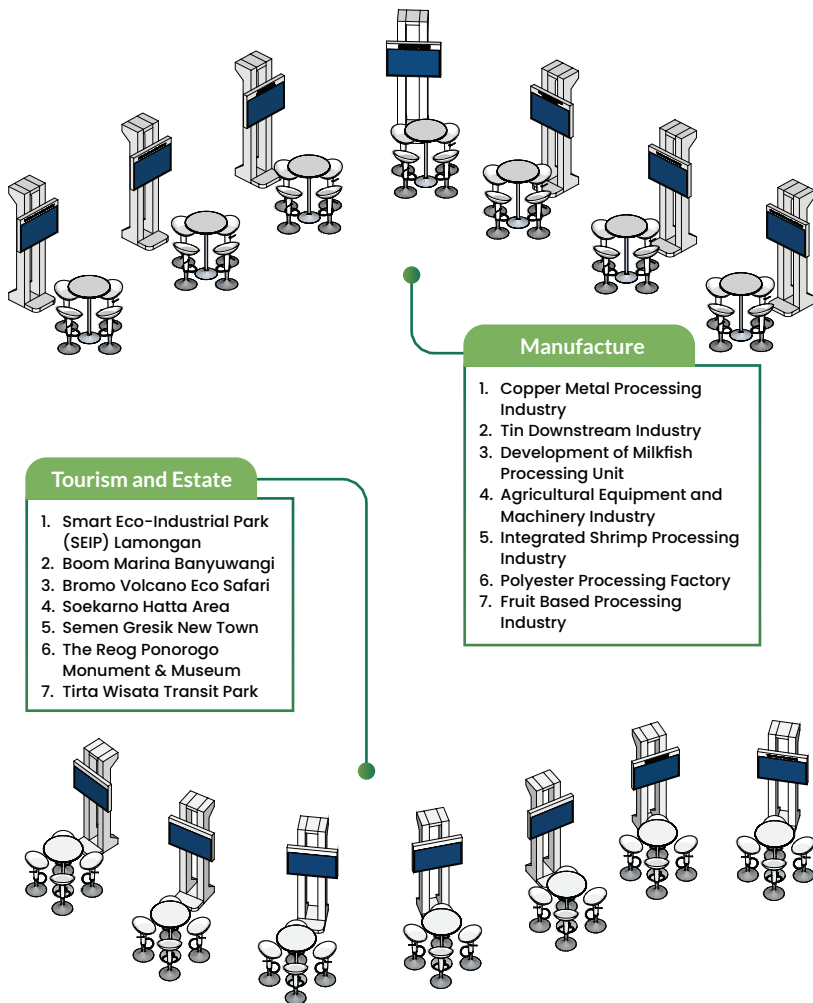 Manufacture
1. Copper Metal Processing
Industry
2. Tin Downstream Industry
3. Development of Milkfish
Processing Unit
4. Agricultural Equipment and
Machinery Industry
5. Integrated Shrimp Processing
Industry
6. Polyester Processing Factory
7. Fruit Based Processing
Industry
Tourism and Estate
1. Smart Eco-Industrial Park
(SEIP) Lamongan
2. Boom Marina Banyuwangi
3. Bromo Volcano Eco Safari
4. Soekarno Hatta Area
5. Semen Gresik New Town
6. The Reog Ponorogo
Monument & Museum
7. Tirta Wisata Transit Park